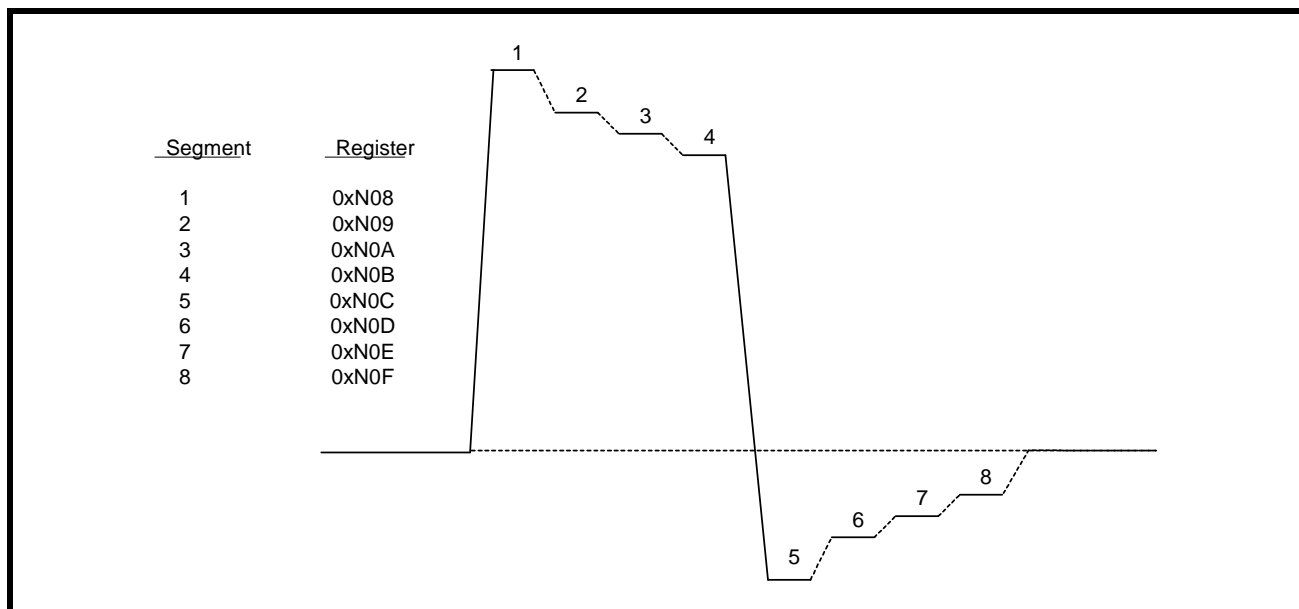 Segment Register
1 0xN08
2 0xN09
3 0xN0A
4 0xN0B
5 0xN0C
6 0xN0D
7 0xN0E
8 0xN0F
1
2
3
4
5
6
7
8